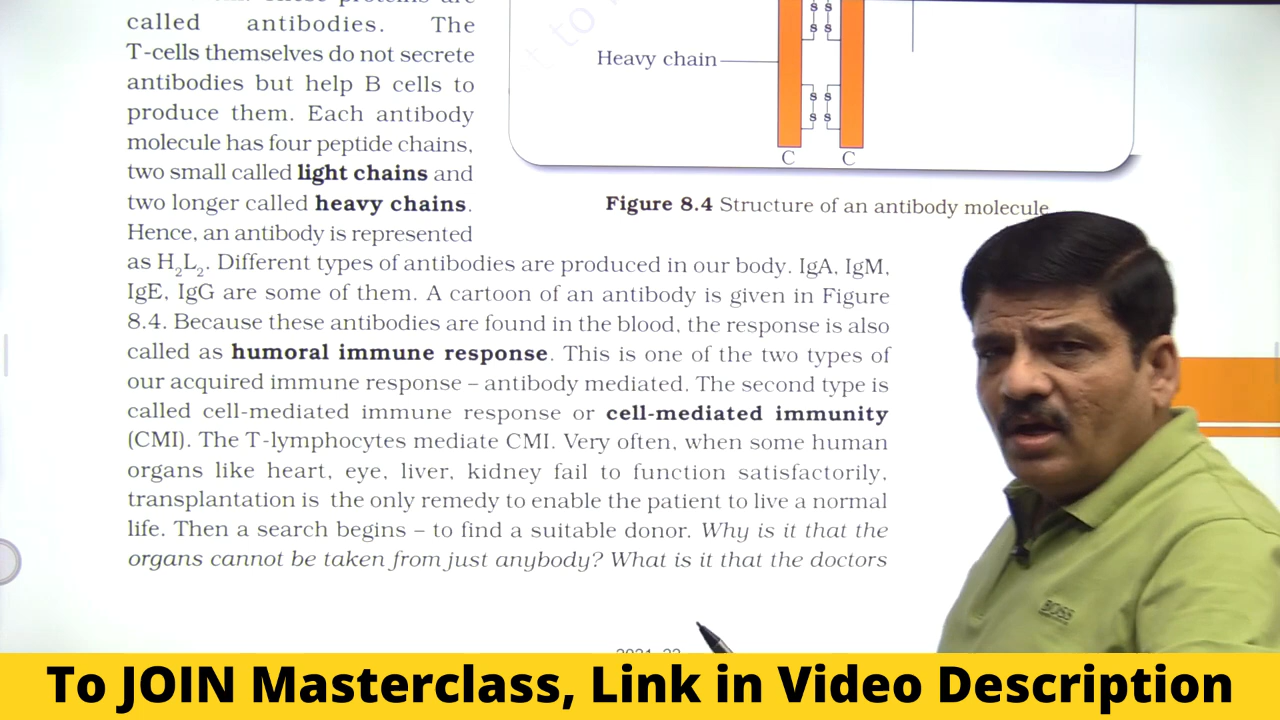 called antibodies. The
T-cells themselves do not secrete
antibodies but help B cells to
produce them. Each antibody
molecule has four peptide chains,
two small called light chains and
two longer called heavy chains.
Hence, an antibody is represented
as H₂L₂. Different types of antibodies are produced in our body. IgA, IgM,
IgE, IgG are some of them. A cartoon of an antibody is given in Figure
8.4. Because these antibodies are found in the blood, the response is also
called as humoral immune response. This is one of the two types of
our acquired immune response – antibody mediated. The second type is
called cell-mediated immune response or cell-mediated immunity
(CMI). The T-lymphocytes mediate CMI. Very often, when some human
organs like heart, eye, liver, kidney fail to function satisfactorily,
transplantation is the only remedy to enable the patient to live a normal
life. Then a search begins – to find a suitable donor. Why is it that the
organs cannot be taken from just anybody? What is it that the doctors
s s
s s
Heavy chain
s s
s s
C C
Figure 8.4 Structure of an antibody molecule
BOSS
To JOIN Masterclass, Link in Video Description